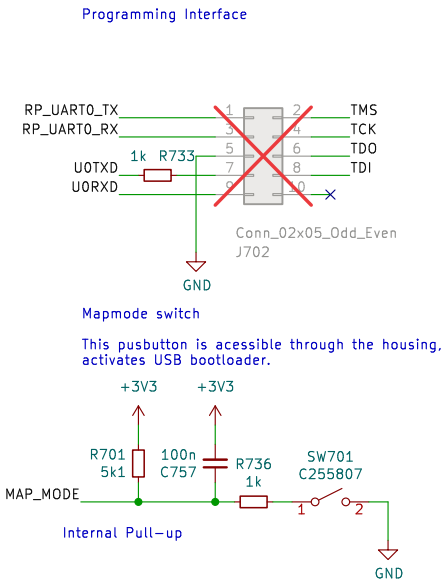 Programming Interface
RP_UART0_TX 1 2 TMS
RP_UART0_RX 3 4 TCK
5 6 TDO
1k R733
U0TXD 7 8 TDI
U0RXD 9 10
Conn_02x05_Odd_Even
J702
GND
Mapmode switch
This pusbutton is acessible through the housing,
activates USB bootloader.
+3V3 +3V3
R701 100n
5k1 C757
R736
1k
SW701
C255807
MAP_MODE
1 2
Internal Pull-up
GND